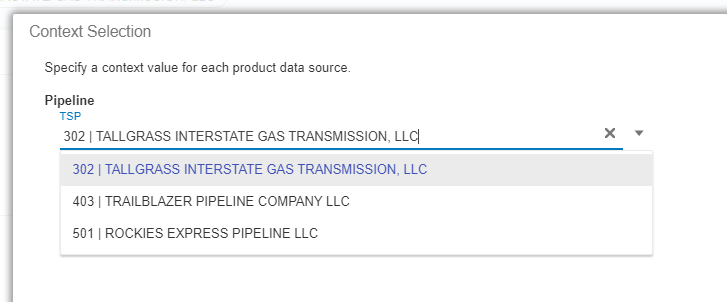 Context Selection
Specify a context value for each product data source.
Pipeline
TSP
302 | TALLGRASS INTERSTATE GAS TRANSMISSION, LLC
302 | TALLGRASS INTERSTATE GAS TRANSMISSION, LLC
403 | TRAILBLAZER PIPELINE COMPANY LLC
501 | ROCKIES EXPRESS PIPELINE LLC